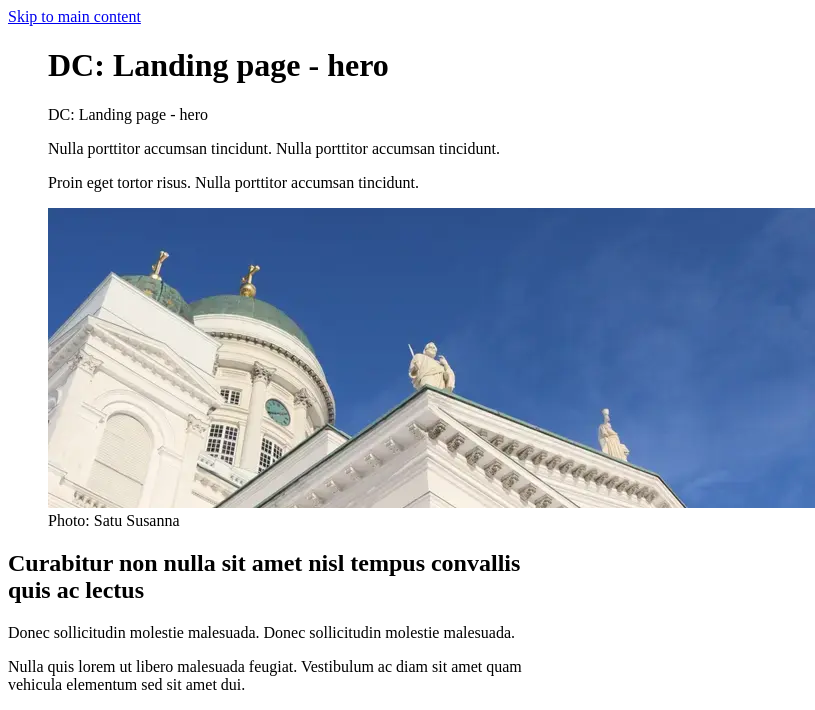 Skip to main content
DC: Landing page - hero
DC: Landing page - hero
Nulla porttitor accumsan tincidunt. Nulla porttitor accumsan tincidunt.
Proin eget tortor risus. Nulla porttitor accumsan tincidunt.
Photo: Satu Susanna
Curabitur non nulla sit amet nisl tempus convallis
quis ac lectus
Donec sollicitudin molestie malesuada. Donec sollicitudin molestie malesuada.
Nulla quis lorem ut libero malesuada feugiat. Vestibulum ac diam sit amet quam
vehicula elementum sed sit amet dui.